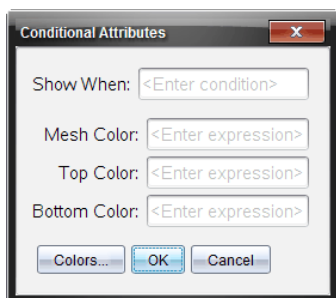 Conditional Attributes
Show When: <Enter condition>
Mesh Color: <Enter expression>
Top Color: <Enter expression>
Bottom Color: <Enter expression>
Colors... OK Cancel